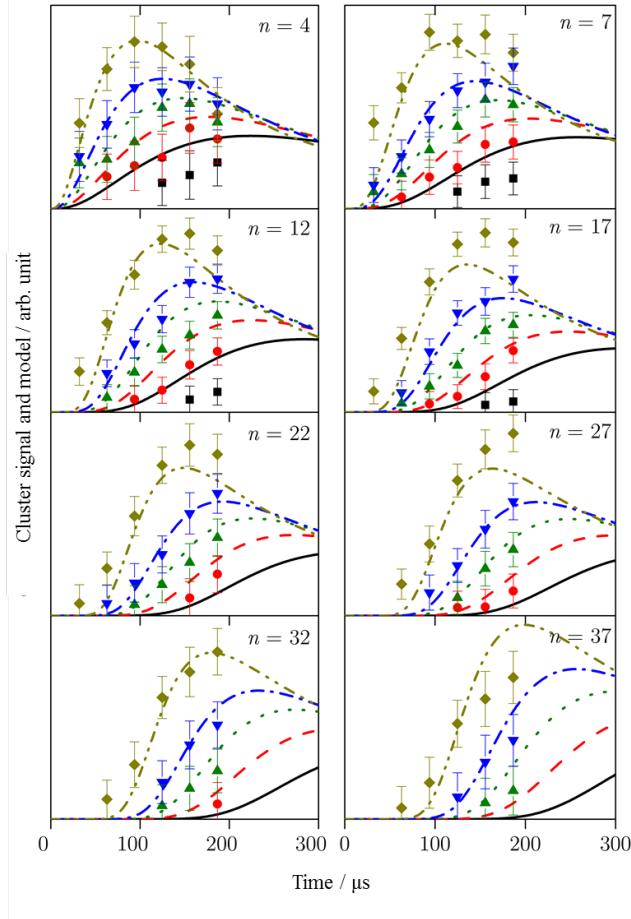 n = 4
n = 7
n = 12
n = 17
n = 22
n = 27
n = 32
n = 37
Cluster signal and model / arb. unit
0 100 200 300 0 100 200 300
Time / μs